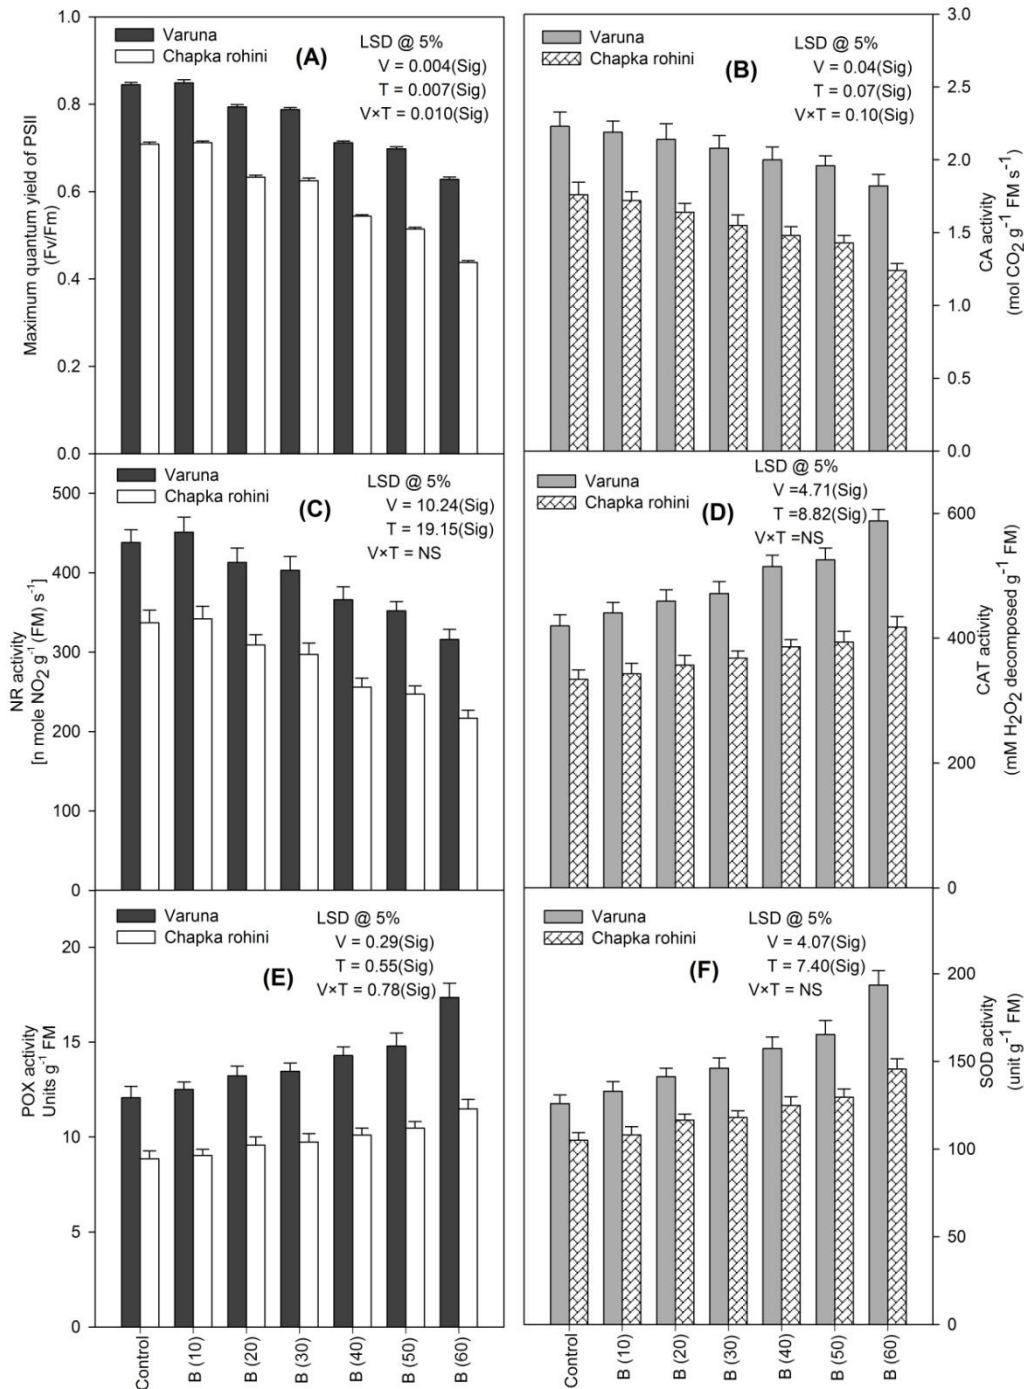 1.0
0.8
0.6
0.4
0.2
0.0
Maximum quantum yield of PSII
(Fv/Fm)
Varuna
Chapka rohini
(A)
LSD @ 5%
V = 0.004(Sig)
T = 0.007(Sig)
V×T = 0.010(Sig)
Varuna
Chapka rohini
(B)
LSD @ 5%
V = 0.04(Sig)
T = 0.07(Sig)
V×T = 0.10(Sig)
3.0
2.5
2.0
1.5
1.0
0.5
0.0
CA activity
(mol CO₂ g⁻¹ FM s⁻¹)
500
400
300
200
100
0
NR activity
[n mole NO₂ g⁻¹ (FM) s⁻¹]
Varuna
Chapka rohini
(C)
LSD @ 5%
V = 10.24(Sig)
T = 19.15(Sig)
V×T = NS
Varuna
Chapka rohini
(D)
LSD @ 5%
V =4.71(Sig)
T =8.82(Sig)
V×T =NS
600
400
200
0
CAT activity
(mM H₂O₂ decomposed g⁻¹ FM)
20
15
10
5
0
POX activity
Units g⁻¹ FM
Varuna
Chapka rohini
(E)
LSD @ 5%
V = 0.29(Sig)
T = 0.55(Sig)
V×T = 0.78(Sig)
Varuna
Chapka rohini
(F)
LSD @ 5%
V = 4.07(Sig)
T = 7.40(Sig)
V×T = NS
200
150
100
50
0
SOD activity
(unit g⁻¹ FM)
Control
B (10)
B (20)
B (30)
B (40)
B (50)
B (60)
Control
B (10)
B (20)
B (30)
B (40)
B (50)
B (60)